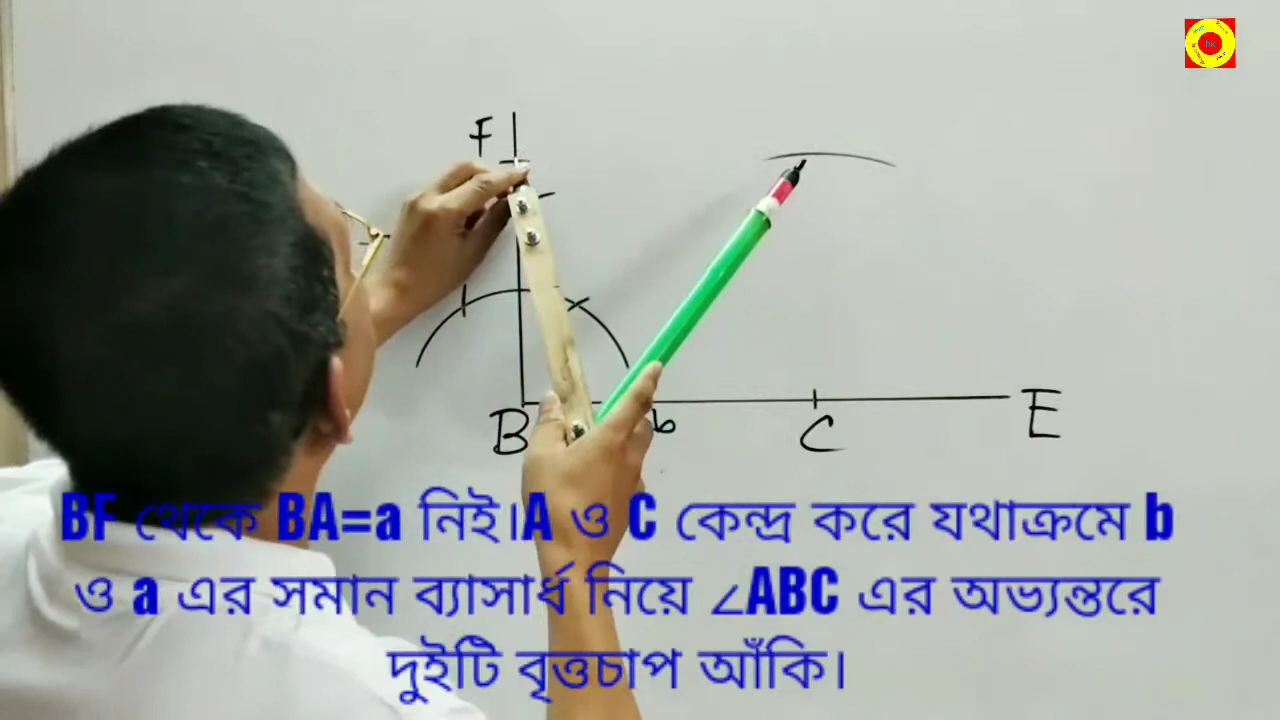 F
B
b
C
E
BF থেকে BA=a নিই।A ও C কেন্দ্র করে যথাক্রমে b
ও a এর সমান ব্যাসার্ধ নিয়ে ∠ABC এর অভ্যন্তরে
দুইটি বৃত্তচাপ আঁকি।